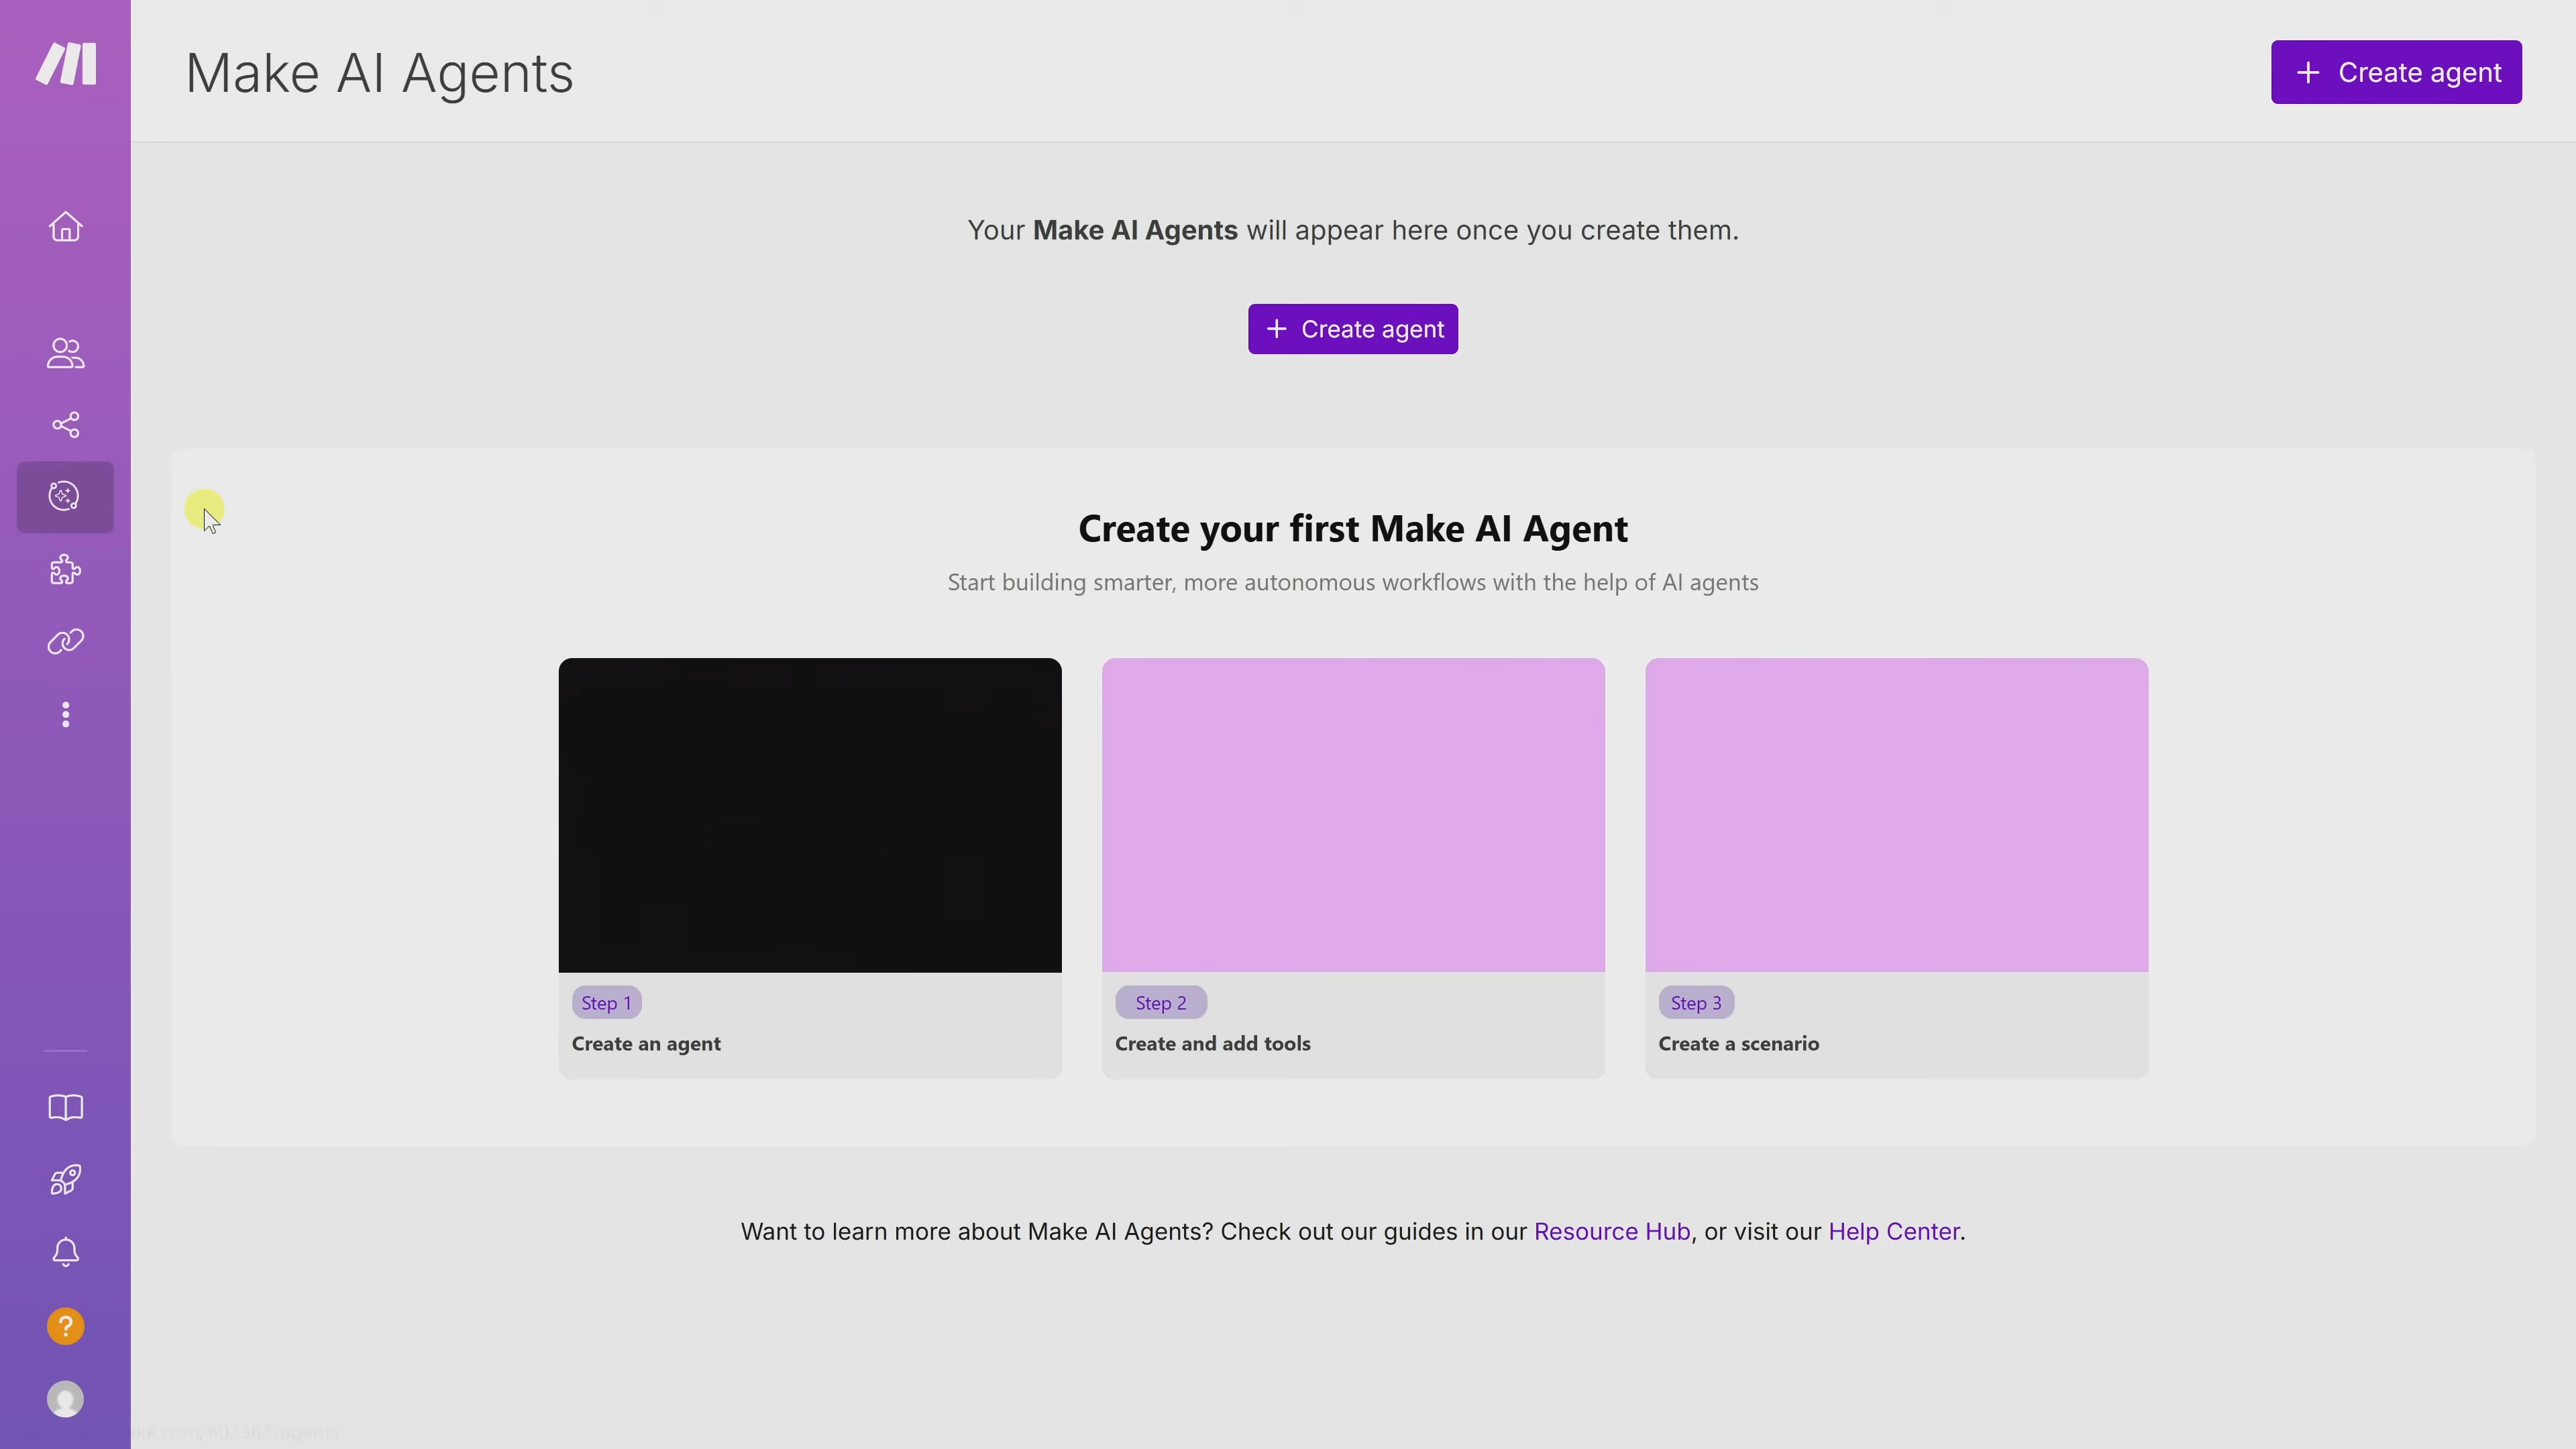 Make AI Agents
Create agent
Your Make AI Agents will appear here once you create them.
Create agent
Create your first Make AI Agent
Start building smarter, more autonomous workflows with the help of AI agents
Step 1
Create an agent
Step 2
Create and add tools
Step 3
Create a scenario
Want to learn more about Make AI Agents? Check out our guides in our Resource Hub, or visit our Help Center.
?